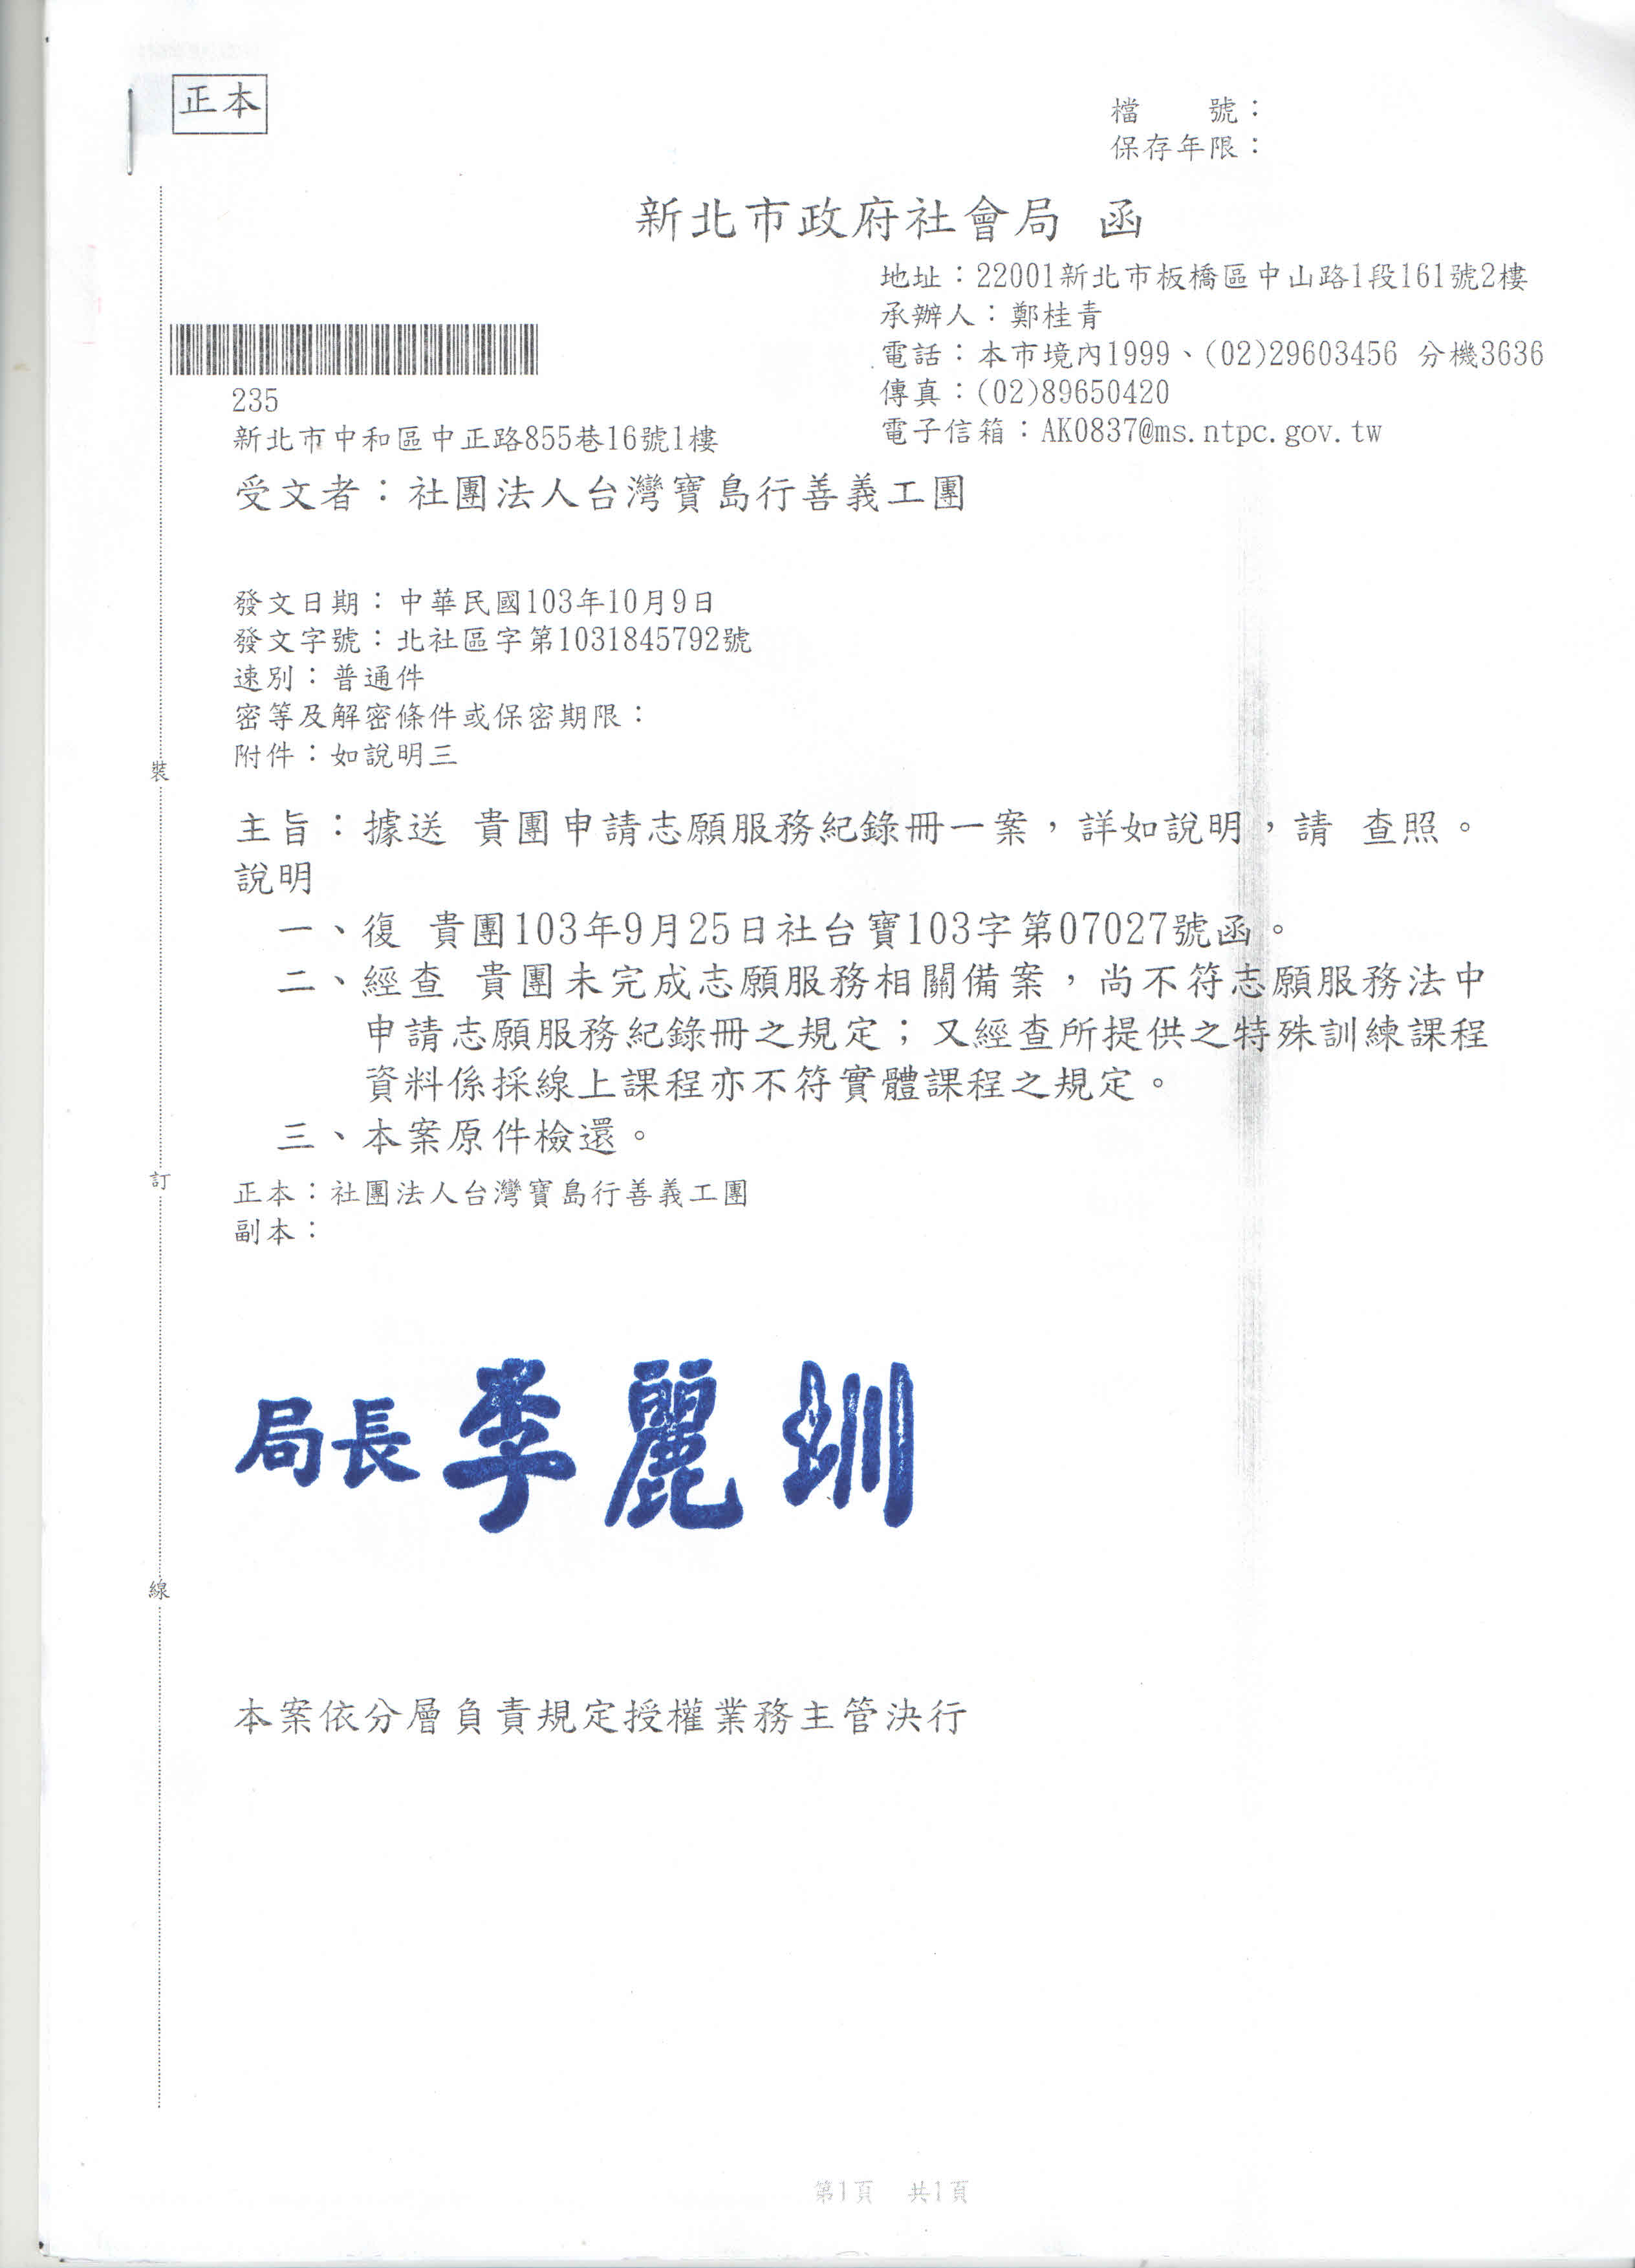 正本
檔　　號：
保存年限：
新北市政府社會局 函
地址：22001新北市板橋區中山路1段161號2樓
承辦人：鄭桂青
電話：本市境內1999、(02)29603456 分機3636
傳真：(02)89650420
電子信箱：AK0837@ms.ntpc.gov.tw
235
新北市中和區中正路855巷16號1樓
受文者：社團法人台灣寶島行善義工團
發文日期：中華民國103年10月9日
發文字號：北社區字第1031845792號
速別：普通件
密等及解密條件或保密期限：
附件：如說明三
主旨：據送 貴團申請志願服務紀錄冊一案，詳如說明，請 查照。
說明
一、復 貴團103年9月25日社台寶103字第07027號函。
二、經查 貴團未完成志願服務相關備案，尚不符志願服務法中
申請志願服務紀錄冊之規定；又經查所提供之特殊訓練課程
資料係採線上課程亦不符實體課程之規定。
三、本案原件檢還。
正本：社團法人台灣寶島行善義工團
副本：
局長 李麗圳
本案依分層負責規定授權業務主管決行
裝
訂
線
第1頁　共1頁